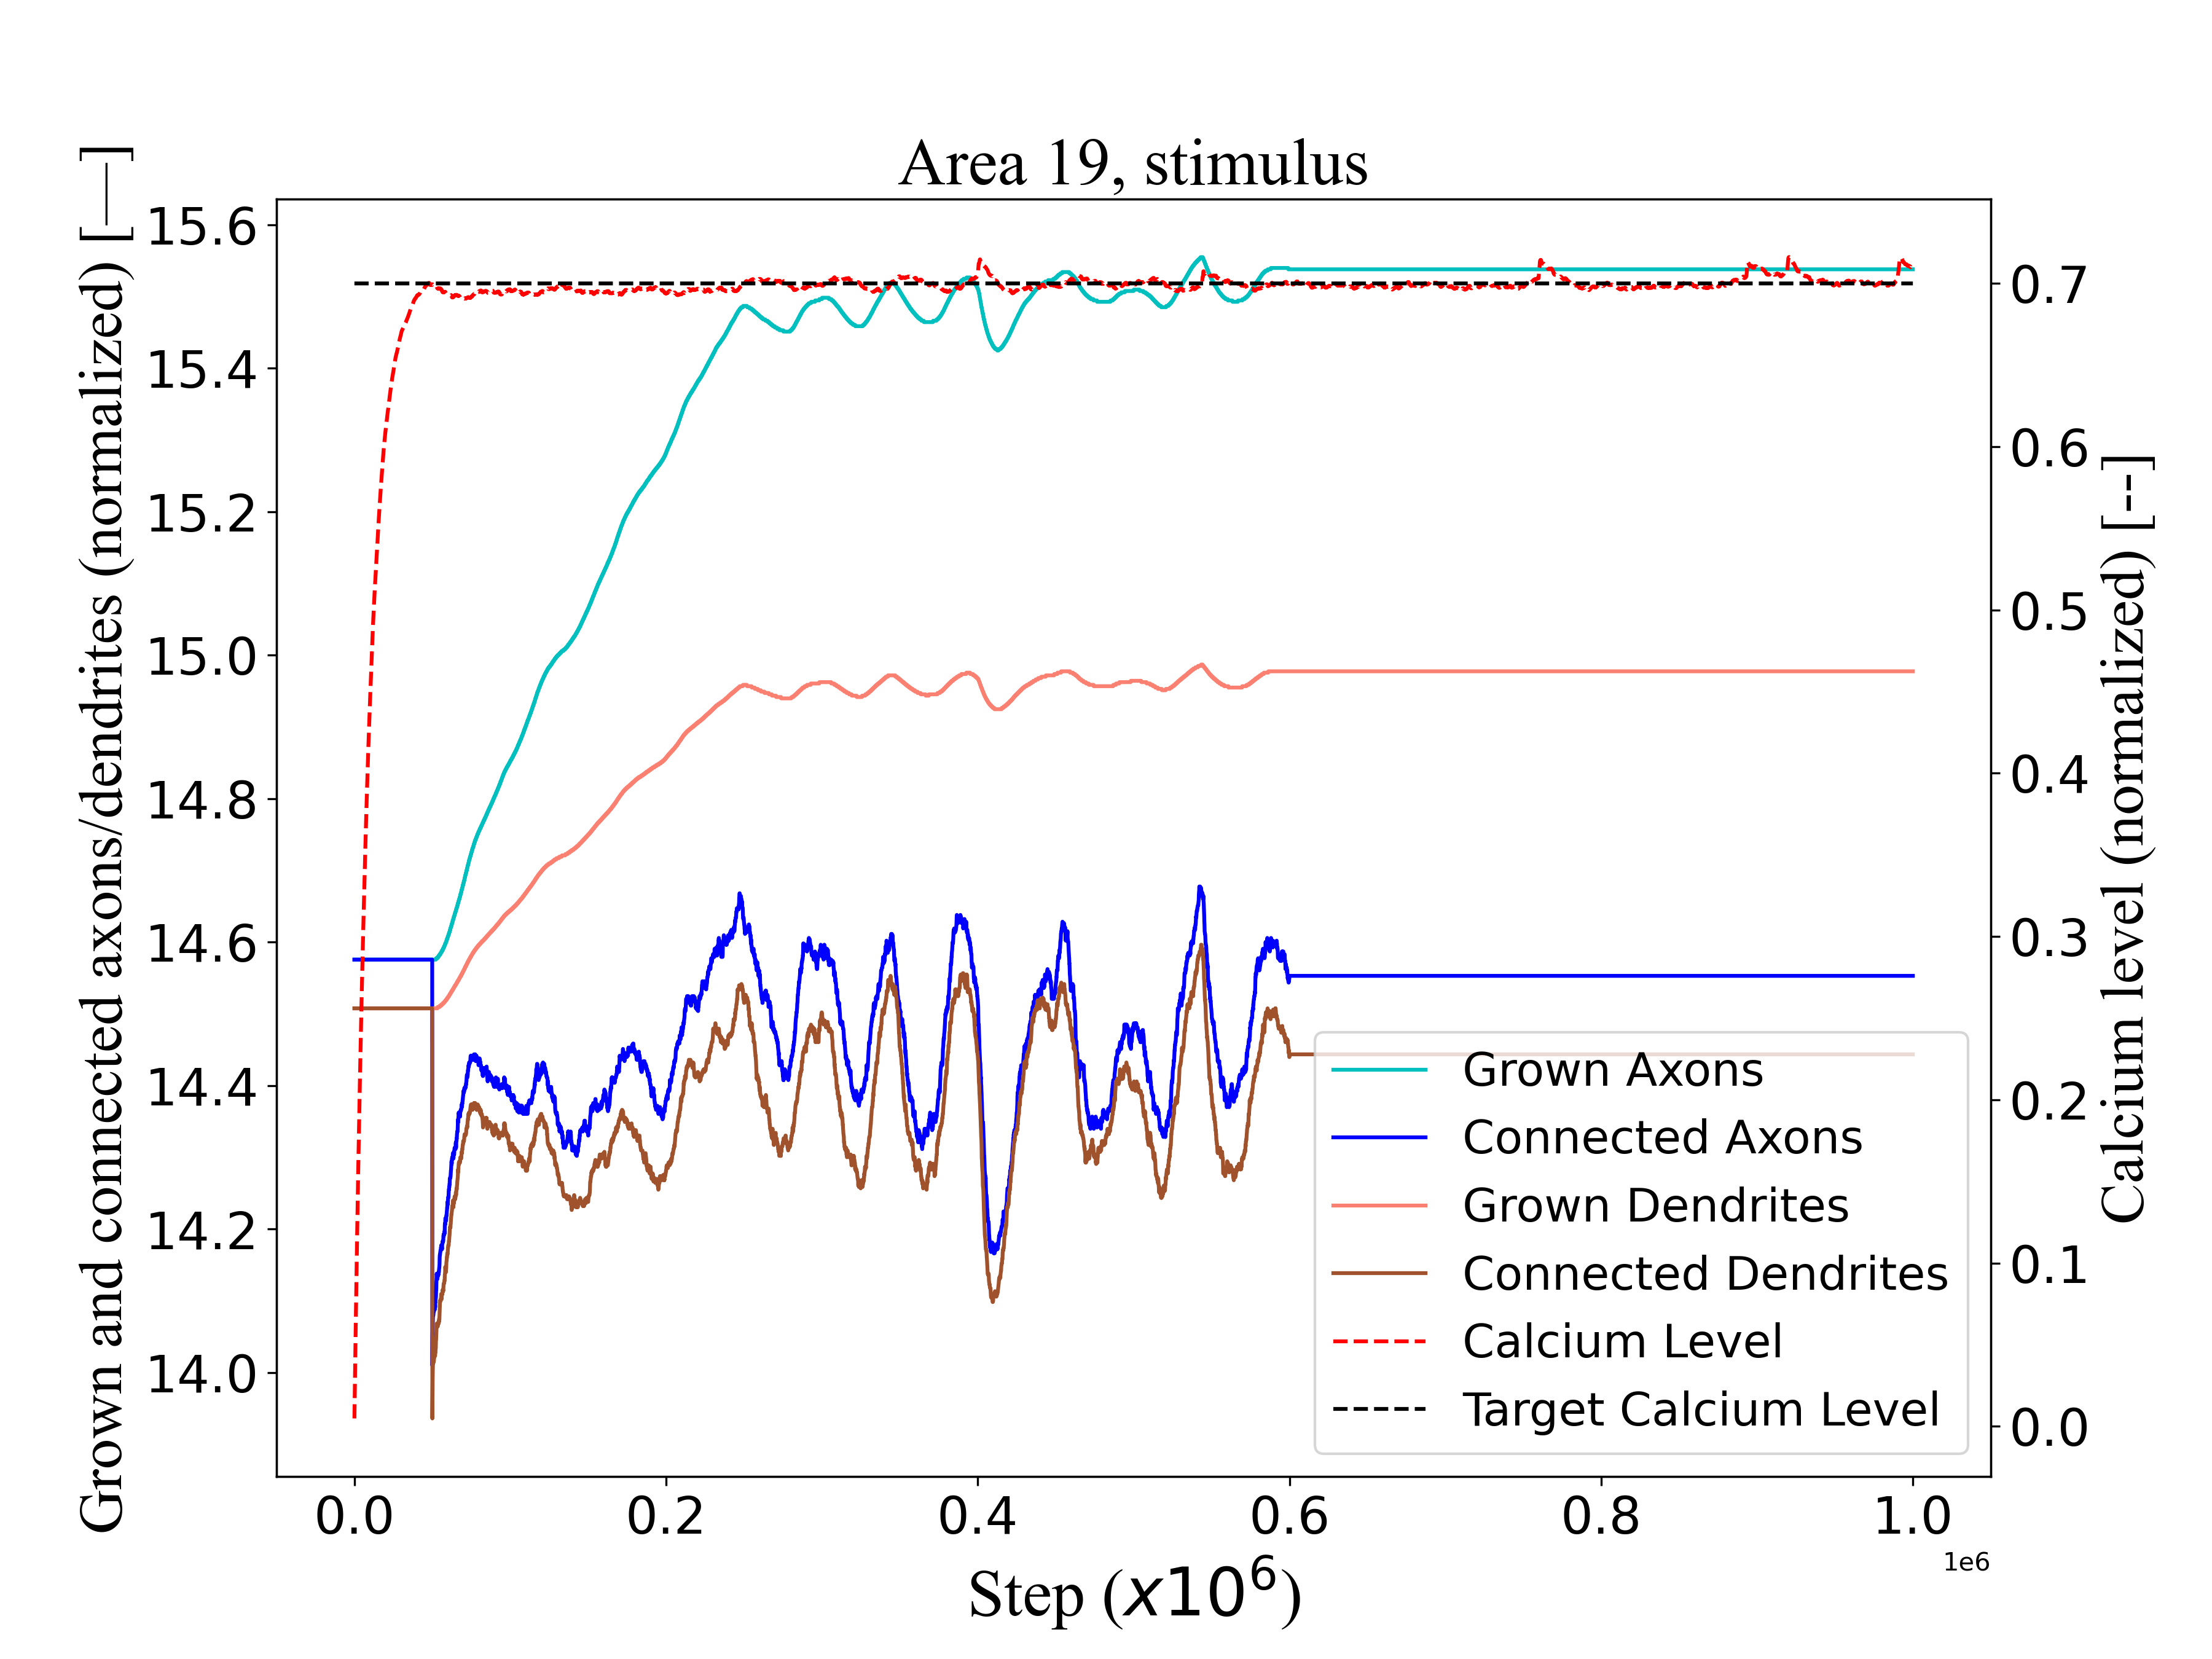 Area 19, stimulus
Grown and connected axons/dendrites (normalized) [—]
15.6
15.4
15.2
15.0
14.8
14.6
14.4
14.2
14.0
0.7
0.6
0.5
0.4
0.3
0.2
0.1
0.0
Calcium level (normalized) [--]
Grown Axons
Connected Axons
Grown Dendrites
Connected Dendrites
Calcium Level
Target Calcium Level
0.0 0.2 0.4 0.6 0.8 1.0
1e6
Step (x10⁶)